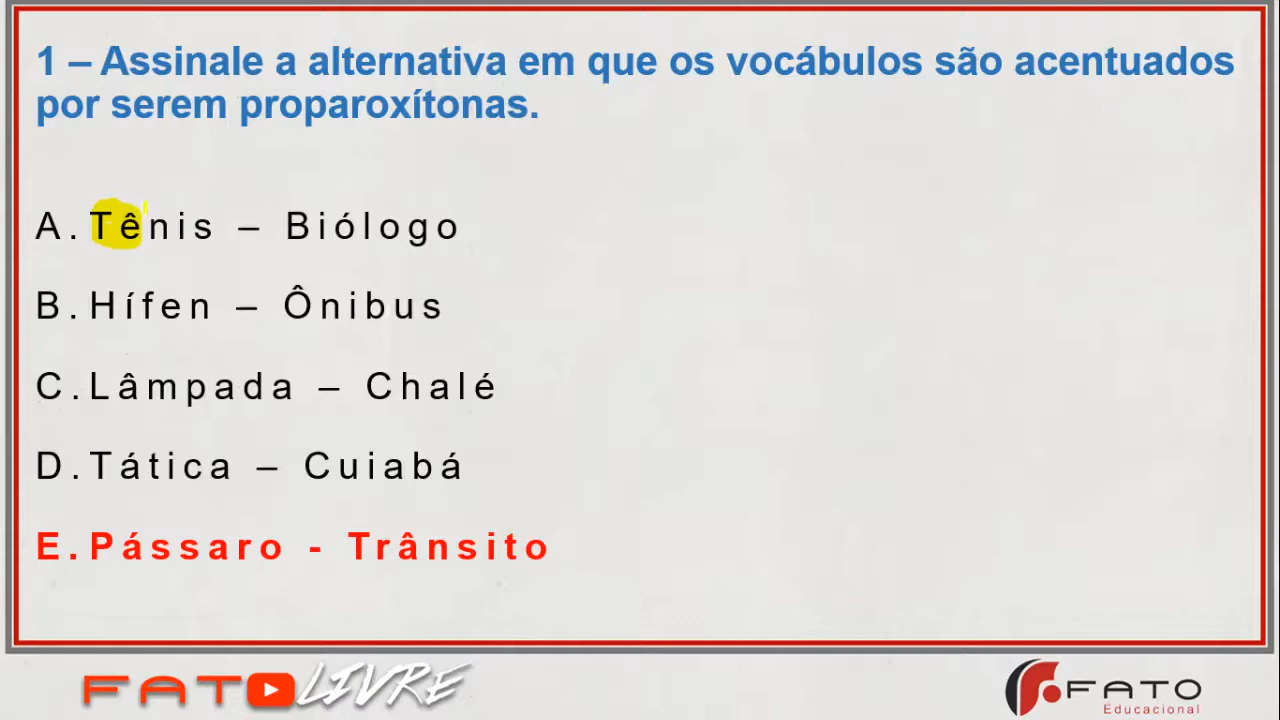 1 – Assinale a alternativa em que os vocábulos são acentuados
por serem proparoxítonas.
A. Tênis – Biólogo
B. Hífen – Ônibus
C. Lâmpada – Chalé
D. Tática – Cuiabá
E. Pássaro - Trânsito
FATO LIVRE
FATO
Educacional